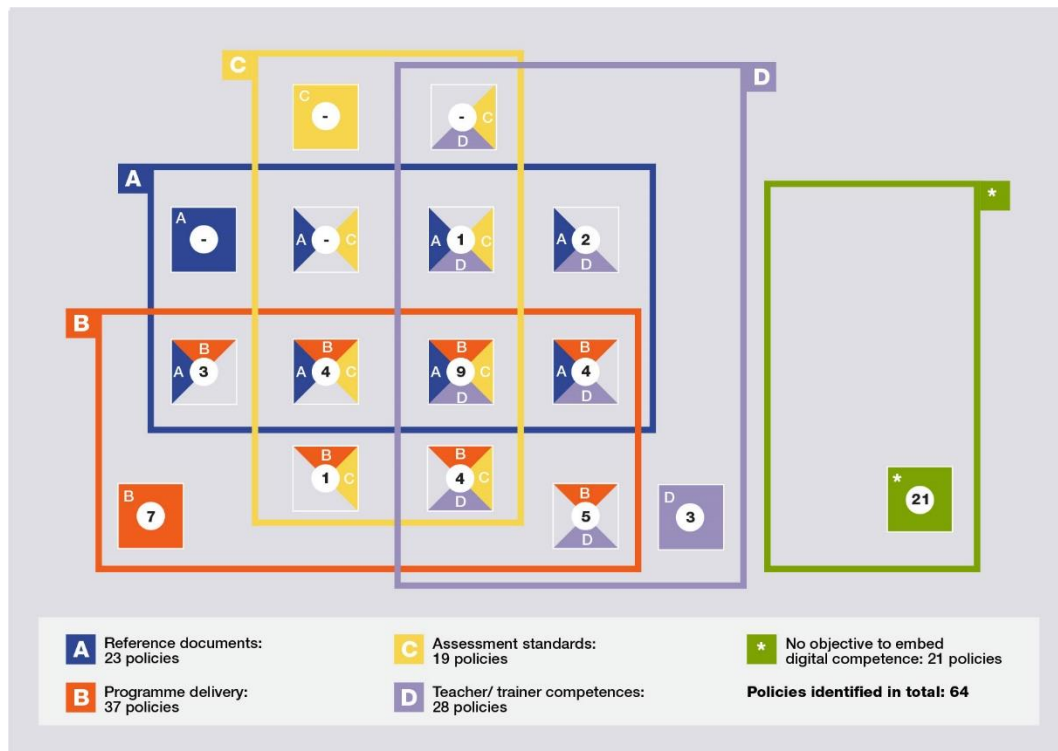 C
D
C
-
-
C
D
A
*
A
-
A
-
C
A
1
C
D
A
2
D
B
B
A
3
B
A
4
C
B
A
9
C
D
B
A
4
D
B
1
C
B
4
C
D
B
7
B
5
D
D
3
*
21
A
Reference documents:
23 policies
C
Assessment standards:
19 policies
*
No objective to embed
digital competence: 21 policies
B
Programme delivery:
37 policies
D
Teacher/ trainer competences:
28 policies
Policies identified in total: 64